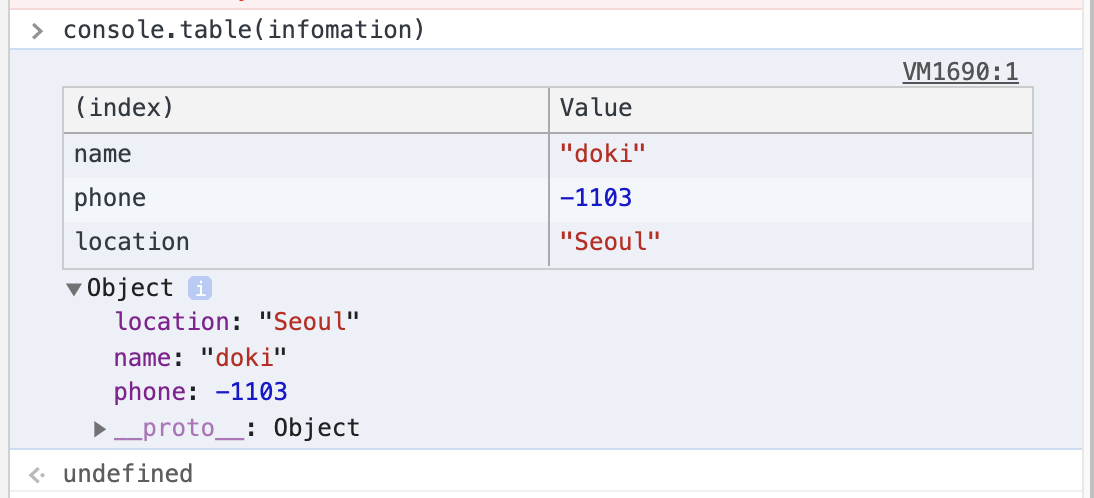 > console.table(infomation)
VM1690:1
(index) Value
name "doki"
phone -1103
location "Seoul"
▼Object i
location: "Seoul"
name: "doki"
phone: -1103
▶ __proto__: Object
undefined